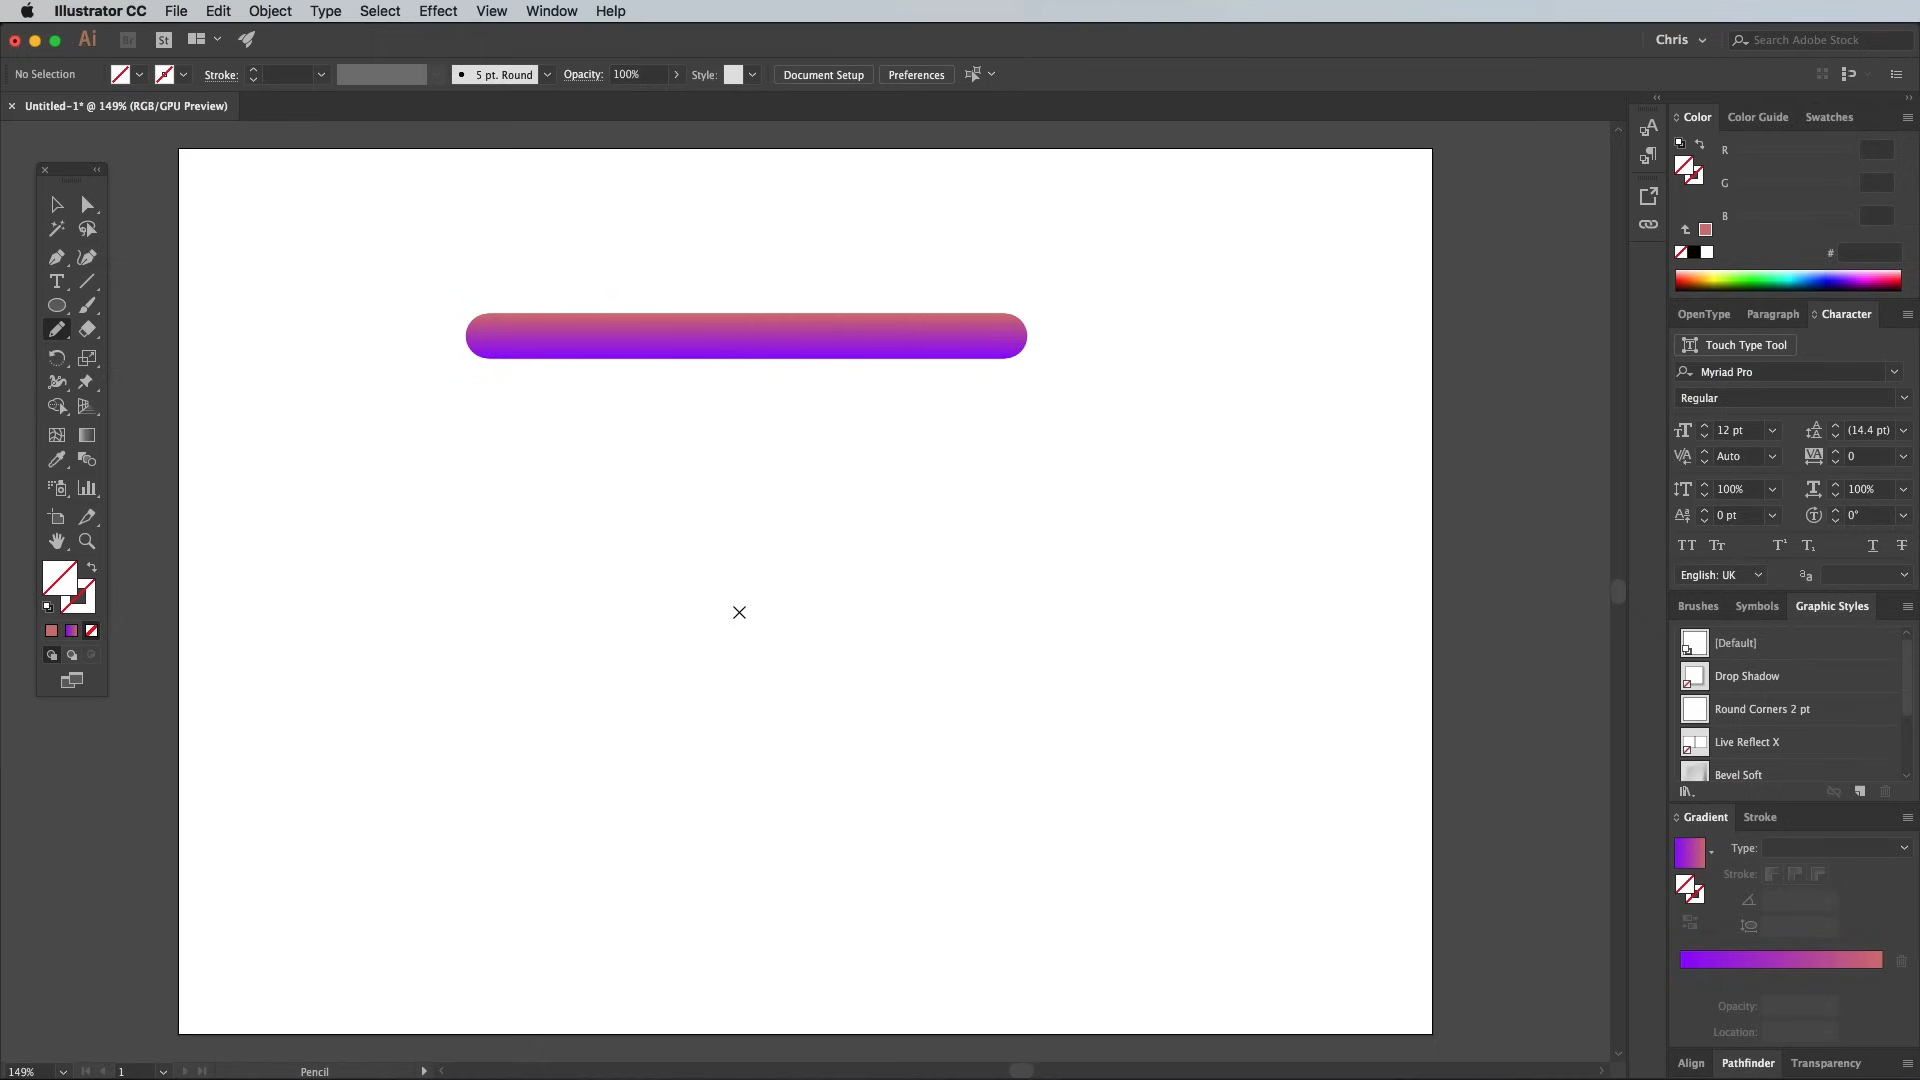 Illustrator CC File Edit Object Type Select Effect View Window Help
Ai Br St Chris Search Adobe Stock
No Selection Stroke: 5 pt. Round Opacity: 100% Style: Document Setup Preferences
Untitled-1* @ 149% (RGB/GPU Preview)
Color Color Guide Swatches
R
G
B
#
OpenType Paragraph Character
Touch Type Tool
Myriad Pro
Regular
12 pt (14.4 pt)
Auto 0
100% 100%
0 pt 0°
English: UK
Brushes Symbols Graphic Styles
[Default]
Drop Shadow
Round Corners 2 pt
Live Reflect X
Bevel Soft
Gradient Stroke
Type:
Stroke:
Opacity:
Location:
Align Pathfinder Transparency
149% 1 Pencil